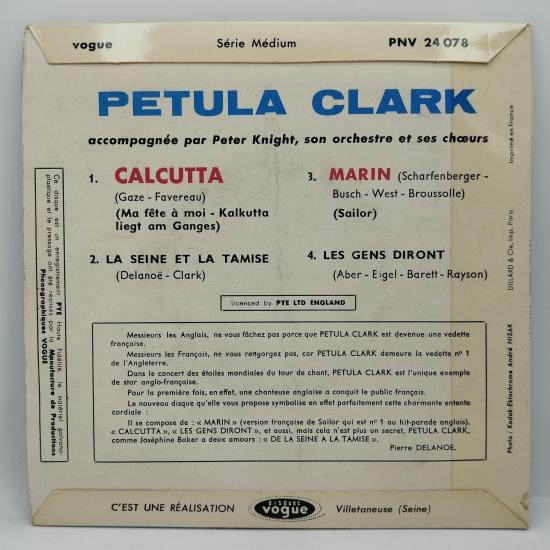 vogue Série Médium PNV 24 078
PETULA CLARK
accompagnée par Peter Knight, son orchestre et ses chœurs
1. CALCUTTA
(Gaze - Favereau)
(Ma fête à moi - Kalkutta
liegt am Ganges)
2. LA SEINE ET LA TAMISE
(Delanoë - Clark)
3. MARIN (Scharfenberger -
Busch - West - Broussolle)
(Sailor)
4. LES GENS DIRONT
(Aber - Eigel - Barett - Rayson)
licenced by PYE LTD ENGLAND
Messieurs les Anglais, ne vous fâchez pas parce que PETULA CLARK est devenue une vedette
française.
Messieurs les Français, ne vous rengorgez pas, car PETULA CLARK demeure la vedette nº 1
de l'Angleterre.
Dans le concert des étoiles mondiales du tour de chant, PETULA CLARK est l'unique exemple
de star anglo-française.
Pour la première fois, en effet, une chanteuse anglaise a conquit le public français.
Le nouveau disque qu'elle vous propose symbolise en effet parfaitement cette charmante entente
cordiale :
Il se compose de : « MARIN » (version française de Sailor qui est nº 1 au hit-parade anglais),
« CALCUTTA », « LES GENS DIRONT », et aussi, mais cela n'est plus un secret, PETULA CLARK,
comme Joséphine Baker a deux amours : « DE LA SEINE A LA TAMISE ».
Pierre DELANOE.
Ce disque est un enregistrement PYE Haute Fidélité, le matériel galvano-
plastique et le pressage ont été réalisés par la Manufacture de Productions
Phonographiques VOGUE
Imprimé en France
DILLARD & Cie, Imp. Paris
Photo : Kodak-Ektachrome André NISAK
C'EST UNE RÉALISATION DISQUES vogue Villetaneuse (Seine)